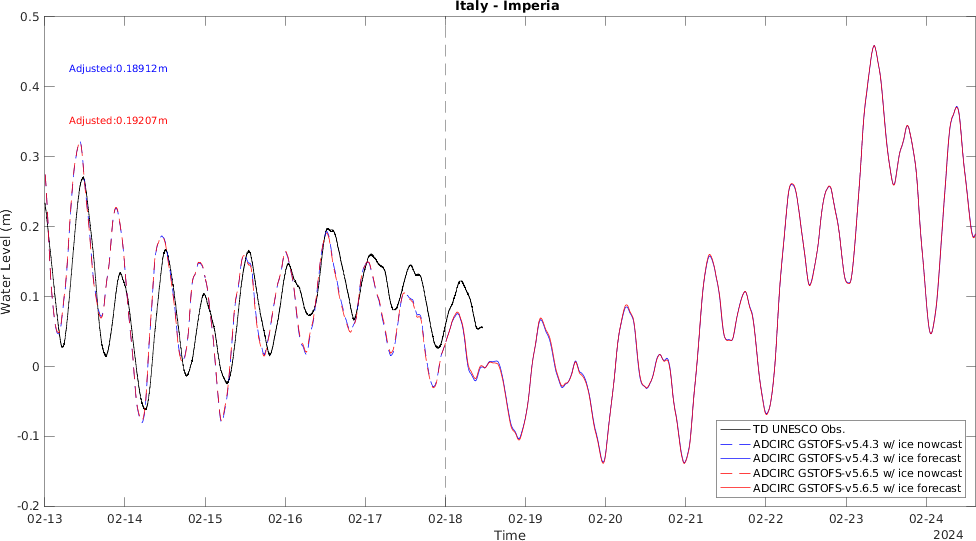 Italy - Imperia
Adjusted:0.18912m
Adjusted:0.19207m
Water Level (m)
0.5
0.4
0.3
0.2
0.1
0
-0.1
-0.2
TD UNESCO Obs.
ADCIRC GSTOFS-v5.4.3 w/ ice nowcast
ADCIRC GSTOFS-v5.4.3 w/ ice forecast
ADCIRC GSTOFS-v5.6.5 w/ ice nowcast
ADCIRC GSTOFS-v5.6.5 w/ ice forecast
02-13 02-14 02-15 02-16 02-17 02-18 02-19 02-20 02-21 02-22 02-23 02-24
Time
2024